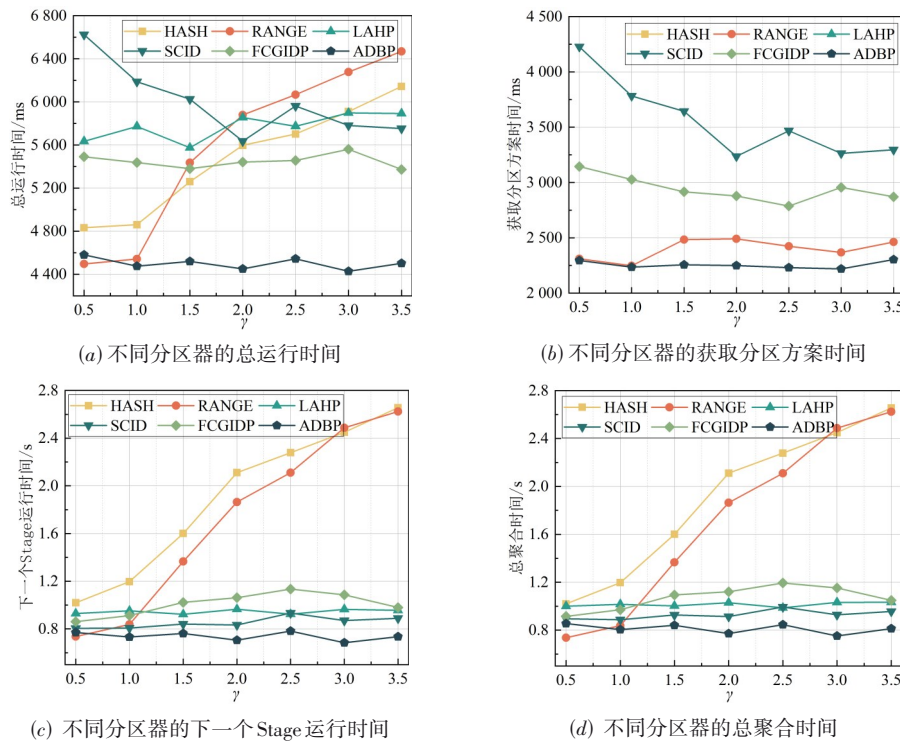 6 800
6 400
6 000
5 600
5 200
4 800
4 400
总运行时间/ms
HASH RANGE LAHP
SCID FCGIDP ADBP
0.5 1.0 1.5 2.0 2.5 3.0 3.5
γ
(a) 不同分区器的总运行时间
4 500
4 000
3 500
3 000
2 500
2 000
获取分区方案时间/ms
HASH RANGE LAHP
SCID FCGIDP ADBP
0.5 1.0 1.5 2.0 2.5 3.0 3.5
γ
(b) 不同分区器的获取分区方案时间
2.8
2.4
2.0
1.6
1.2
0.8
下一个Stage运行时间/s
HASH RANGE LAHP
SCID FCGIDP ADBP
0.5 1.0 1.5 2.0 2.5 3.0 3.5
γ
(c) 不同分区器的下一个Stage运行时间
2.8
2.4
2.0
1.6
1.2
0.8
总聚合时间/s
HASH RANGE LAHP
SCID FCGIDP ADBP
0.5 1.0 1.5 2.0 2.5 3.0 3.5
γ
(d) 不同分区器的总聚合时间